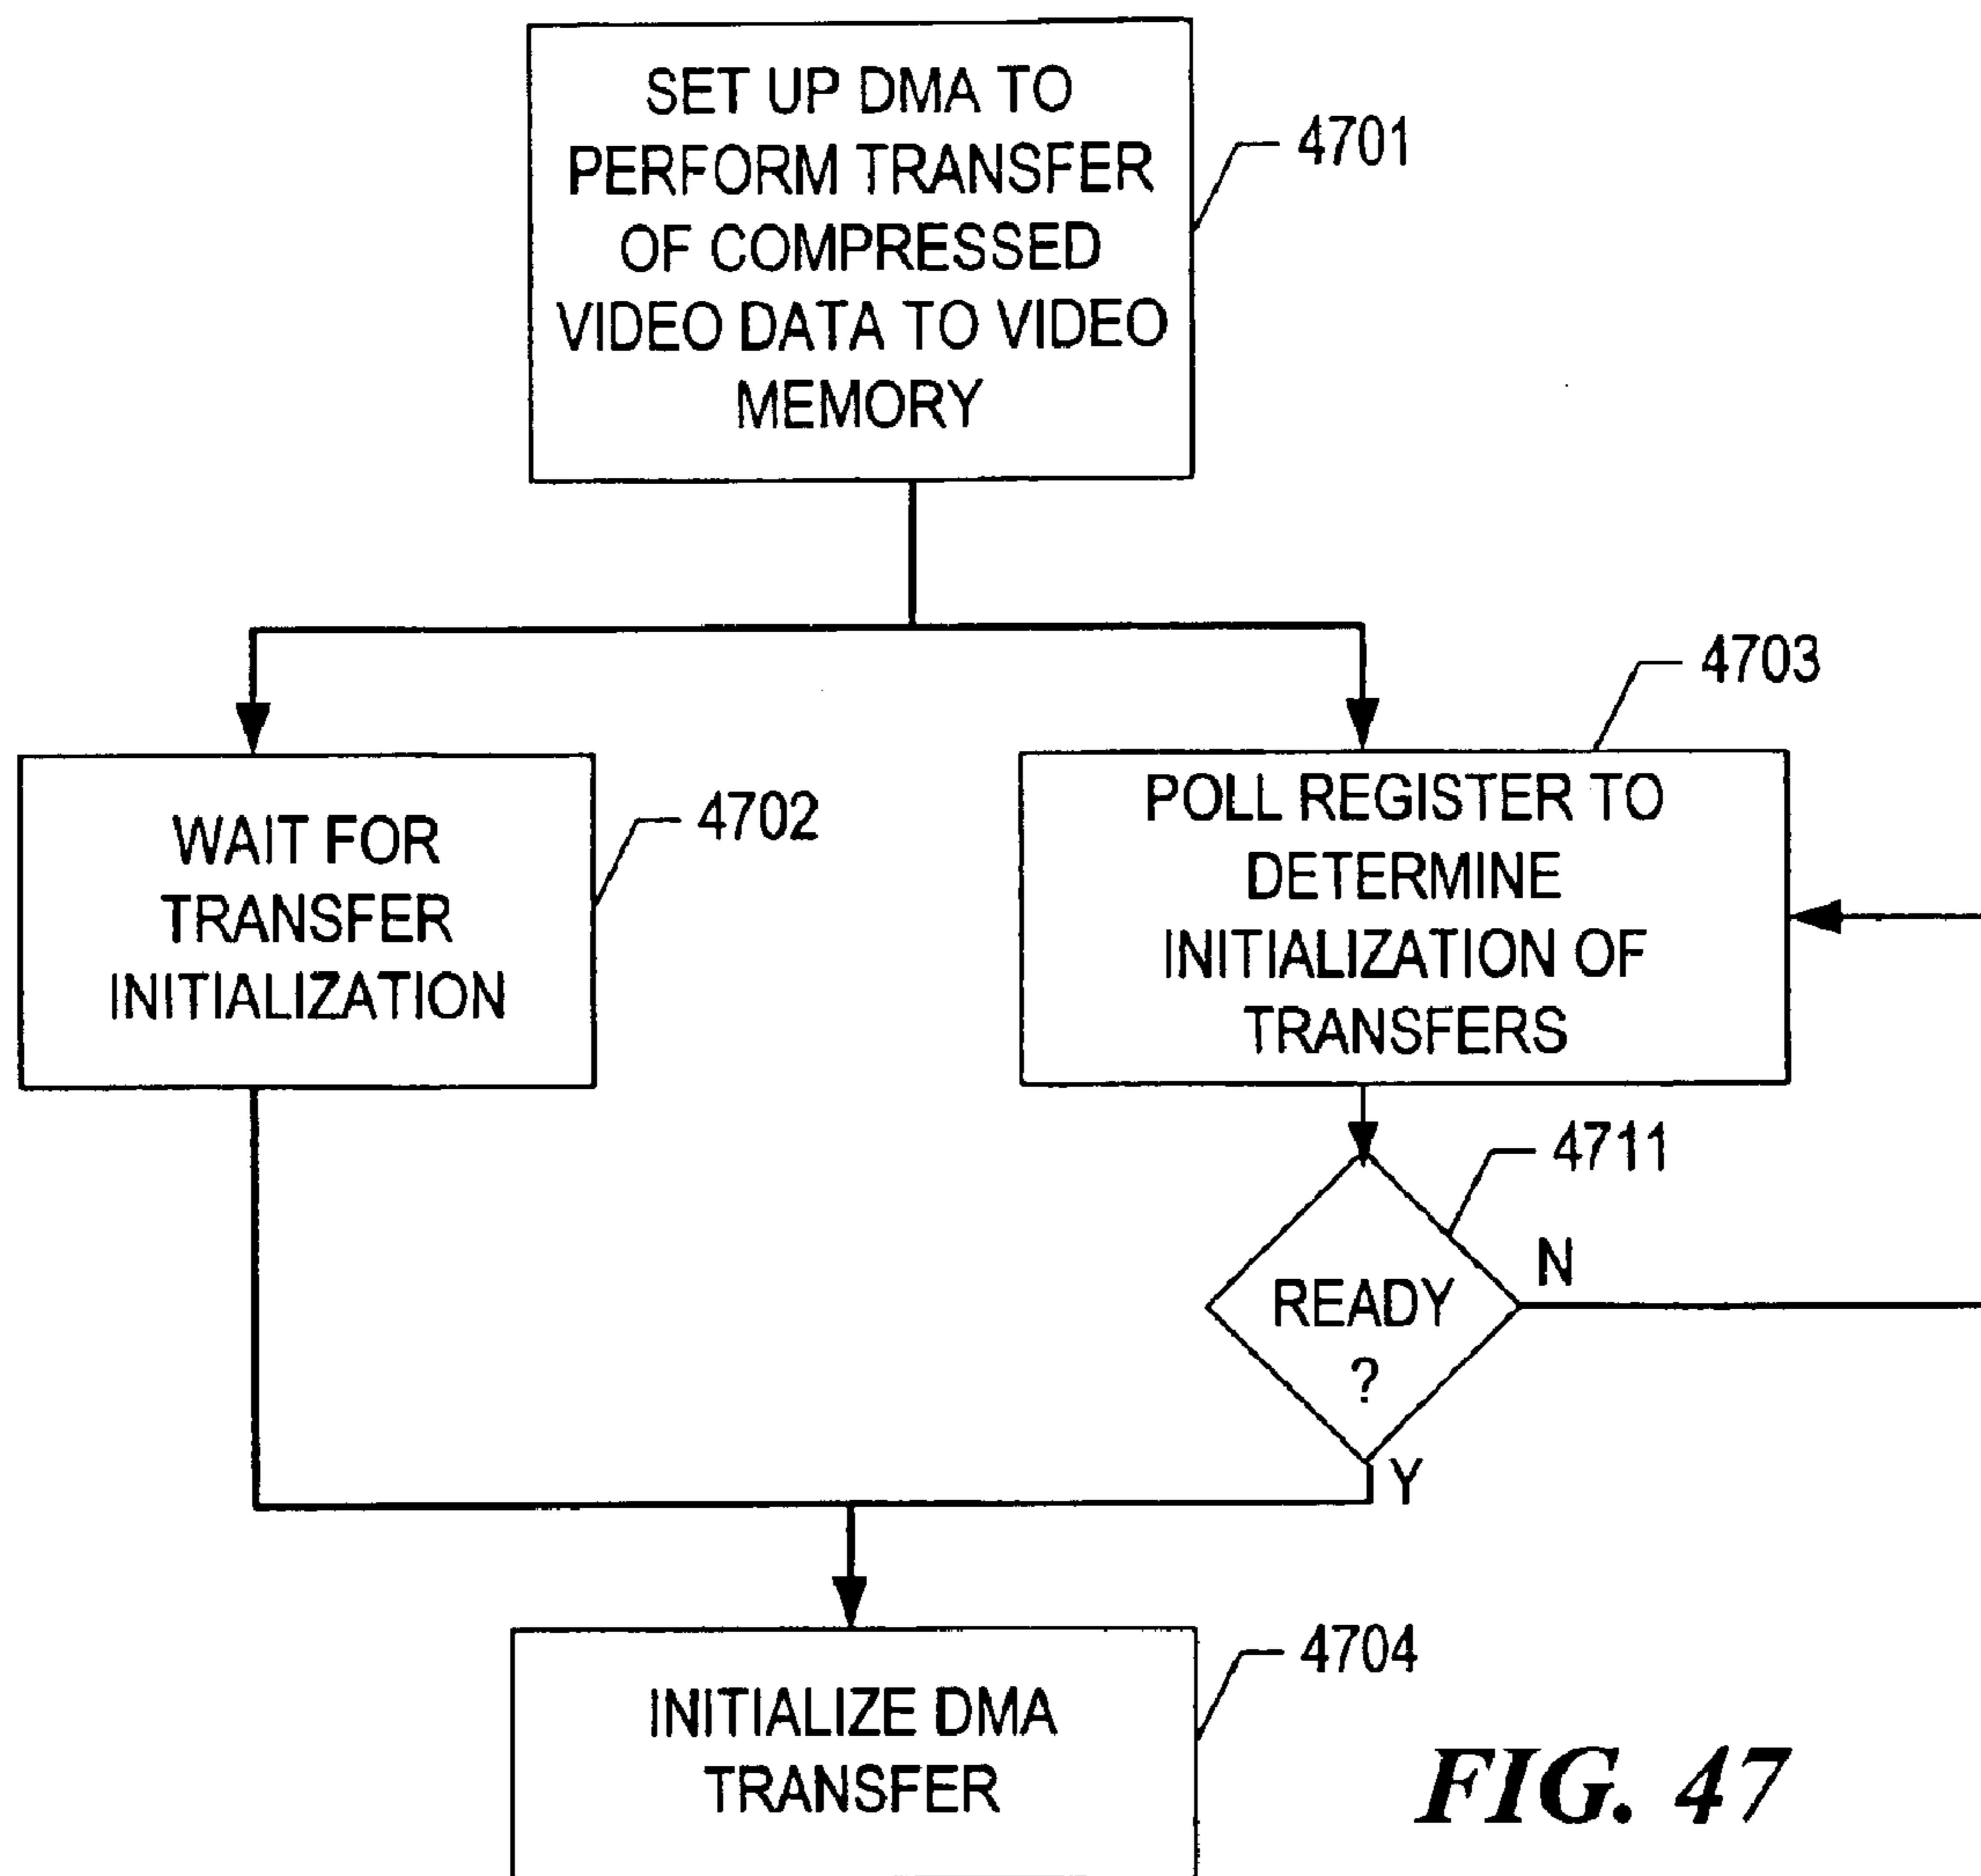 SET UP DMA TO
PERFORM TRANSFER
OF COMPRESSED
VIDEO DATA TO VIDEO
MEMORY
4701
WAIT FOR
TRANSFER
INITIALIZATION
4702
POLL REGISTER TO
DETERMINE
INITIALIZATION OF
TRANSFERS
4703
4711
READY
?
N
Y
INITIALIZE DMA
TRANSFER
4704
FIG. 47